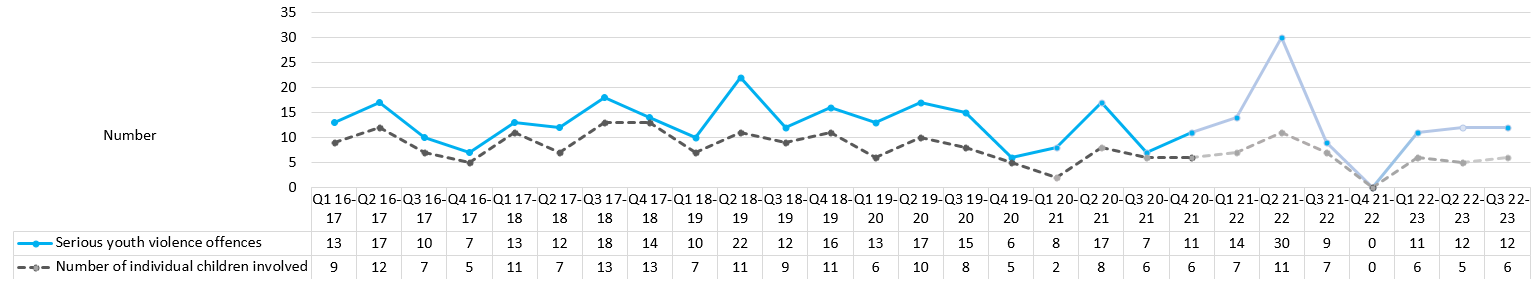 35
30
25
20
15
10
5
0
Number
Q1 16- Q2 16- Q3 16- Q4 16- Q1 17- Q2 17- Q3 17- Q4 17- Q1 18- Q2 18- Q3 18- Q4 18- Q1 19- Q2 19- Q3 19- Q4 19- Q1 20- Q2 20- Q3 20- Q4 20- Q1 21- Q2 21- Q3 21- Q4 21- Q1 22- Q2 22- Q3 22-
17 17 17 17 18 18 18 18 19 19 19 19 20 20 20 20 21 21 21 21 22 22 22 22 23 23 23
Serious youth violence offences 13 17 10 7 13 12 18 14 10 22 12 16 13 17 15 6 8 17 7 11 14 30 9 0 11 12 12
Number of individual children involved 9 12 7 5 11 7 13 13 7 11 9 11 6 10 8 5 2 8 6 6 7 11 7 0 6 5 6